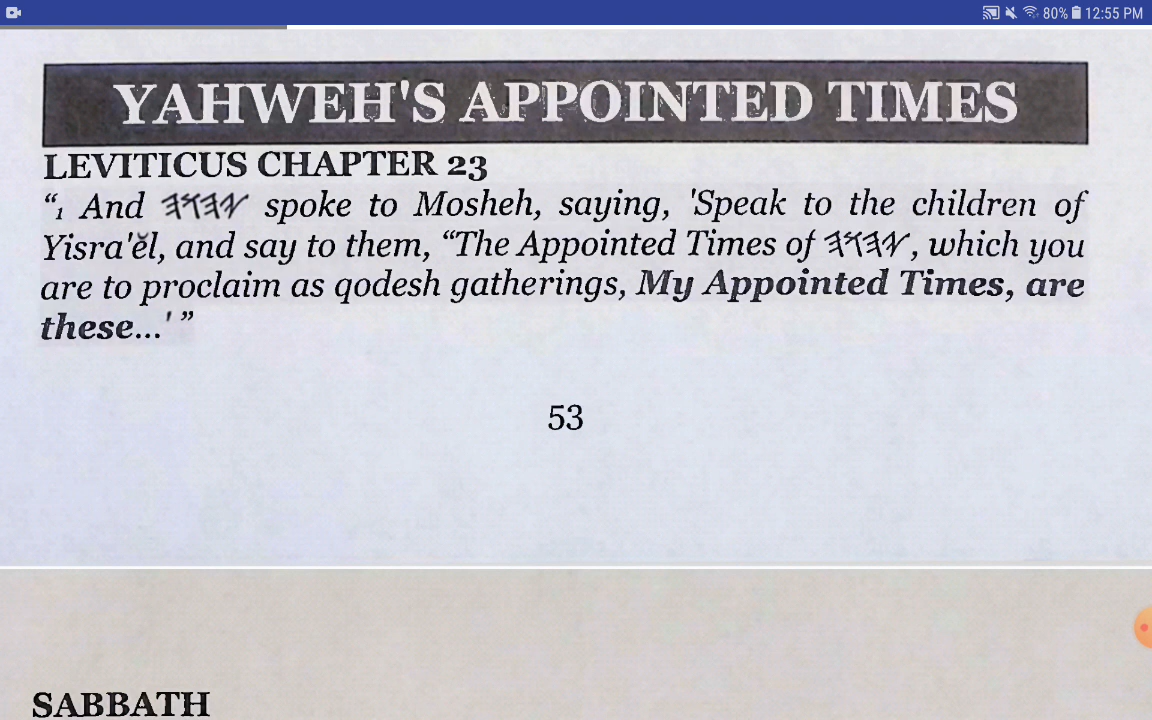 80% 12:55 PM
YAHWEH'S APPOINTED TIMES
LEVITICUS CHAPTER 23
“1 And 𐤉𐤄𐤅𐤄 spoke to Mosheh, saying, 'Speak to the children of
Yisra'ĕl, and say to them, “The Appointed Times of 𐤉𐤄𐤅𐤄, which you
are to proclaim as qodesh gatherings, My Appointed Times, are
these...' ”
53
SABBATH